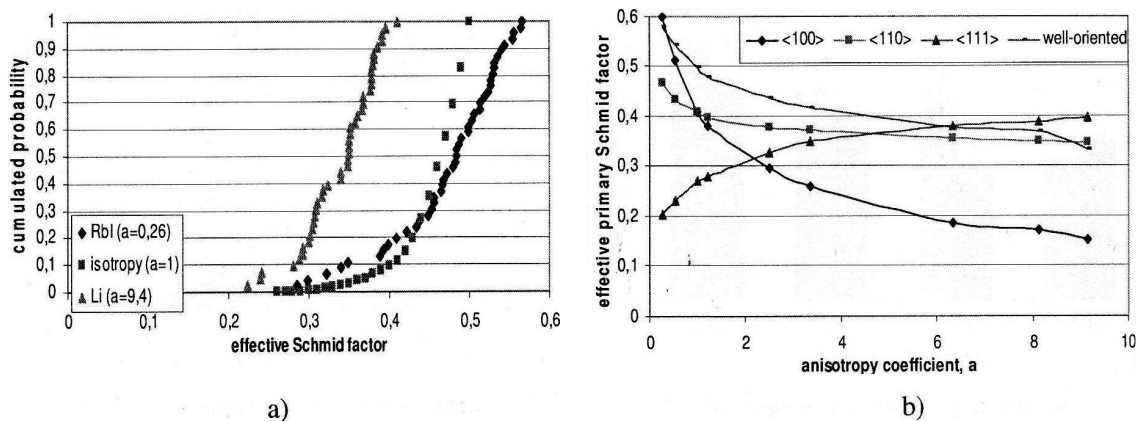 cumulated probability
1
0,9
0,8
0,7
0,6
0,5
0,4
0,3
0,2
0,1
0
RbI (a=0,26)
isotropy (a=1)
Li (a=9,4)
0 0,1 0,2 0,3 0,4 0,5 0,6
effective Schmid factor
a)
effective primary Schmid factor
0,6
0,5
0,4
0,3
0,2
0,1
0
<100> <110> <111> well-oriented
0 2 4 6 8 10
anisotropy coefficient, a
b)